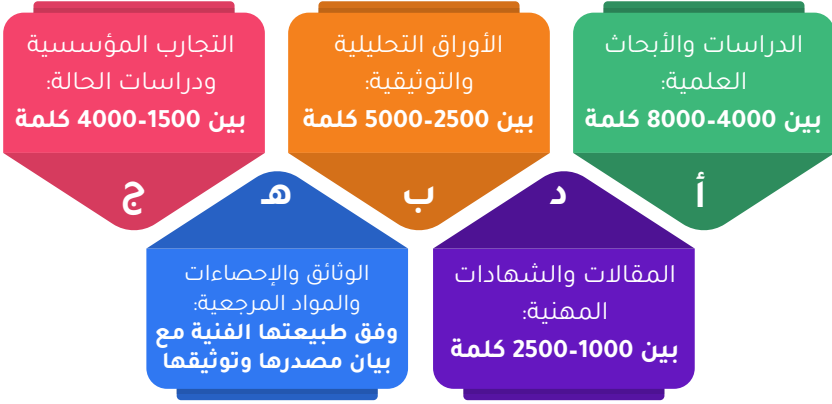 الدراسات والأبحاث
العلمية:
بين 4000-8000 كلمة
أ
الأوراق التحليلية
والتوثيقية:
بين 2500-5000 كلمة
ب
التجارب المؤسسية
ودراسات الحالة:
بين 1500-4000 كلمة
ج
د
المقالات والشهادات
المهنية:
بين 1000-2500 كلمة
هـ
الوثائق والإحصاءات
والمواد المرجعية:
وفق طبيعتها الفنية مع
بيان مصدرها وتوثيقها